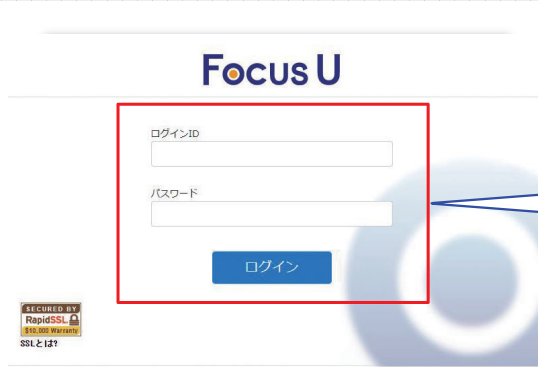 Focus U
ログインID
パスワード
ログイン
SECURED BY
RapidSSL
$10,000 Warranty
SSLとは?